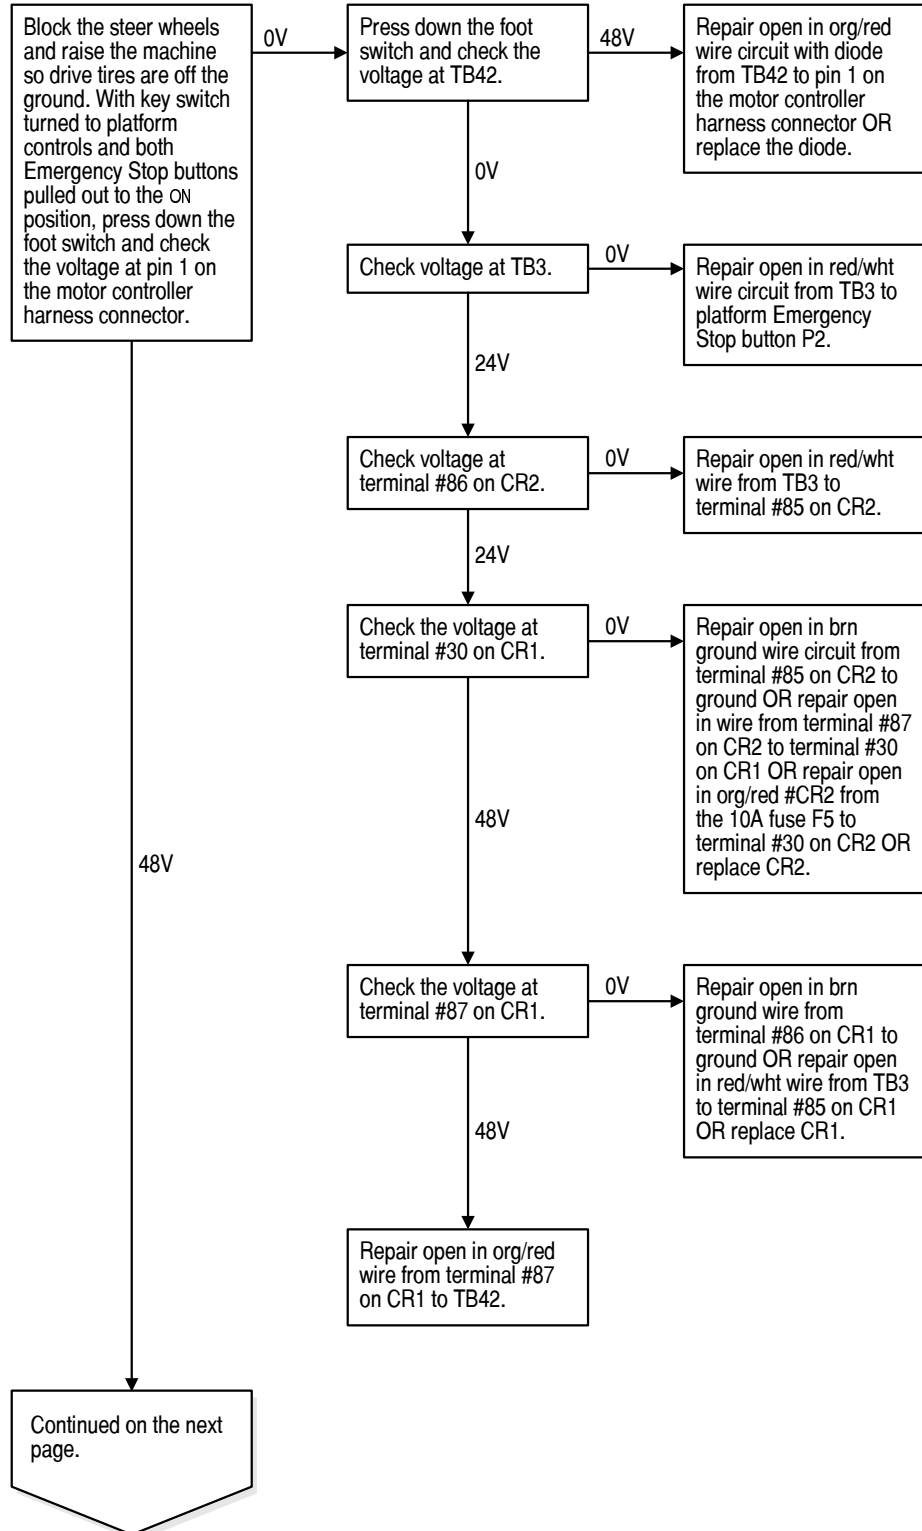 Block the steer wheels
and raise the machine
so drive tires are off the
ground. With key switch
turned to platform
controls and both
Emergency Stop buttons
pulled out to the ON
position, press down the
foot switch and check
the voltage at pin 1 on
the motor controller
harness connector.
0V
Press down the foot
switch and check the
voltage at TB42.
48V
Repair open in org/red
wire circuit with diode
from TB42 to pin 1 on
the motor controller
harness connector OR
replace the diode.
0V
Check voltage at TB3.
0V
Repair open in red/wht
wire circuit from TB3 to
platform Emergency
Stop button P2.
24V
Check voltage at
terminal #86 on CR2.
0V
Repair open in red/wht
wire from TB3 to
terminal #85 on CR2.
24V
Check the voltage at
terminal #30 on CR1.
0V
Repair open in brn
ground wire circuit from
terminal #85 on CR2 to
ground OR repair open
in wire from terminal #87
on CR2 to terminal #30
on CR1 OR repair open
in org/red #CR2 from
the 10A fuse F5 to
terminal #30 on CR2 OR
replace CR2.
48V
48V
Check the voltage at
terminal #87 on CR1.
0V
Repair open in brn
ground wire from
terminal #86 on CR1 to
ground OR repair open
in red/wht wire from TB3
to terminal #85 on CR1
OR replace CR1.
48V
Repair open in org/red
wire from terminal #87
on CR1 to TB42.
Continued on the next
page.